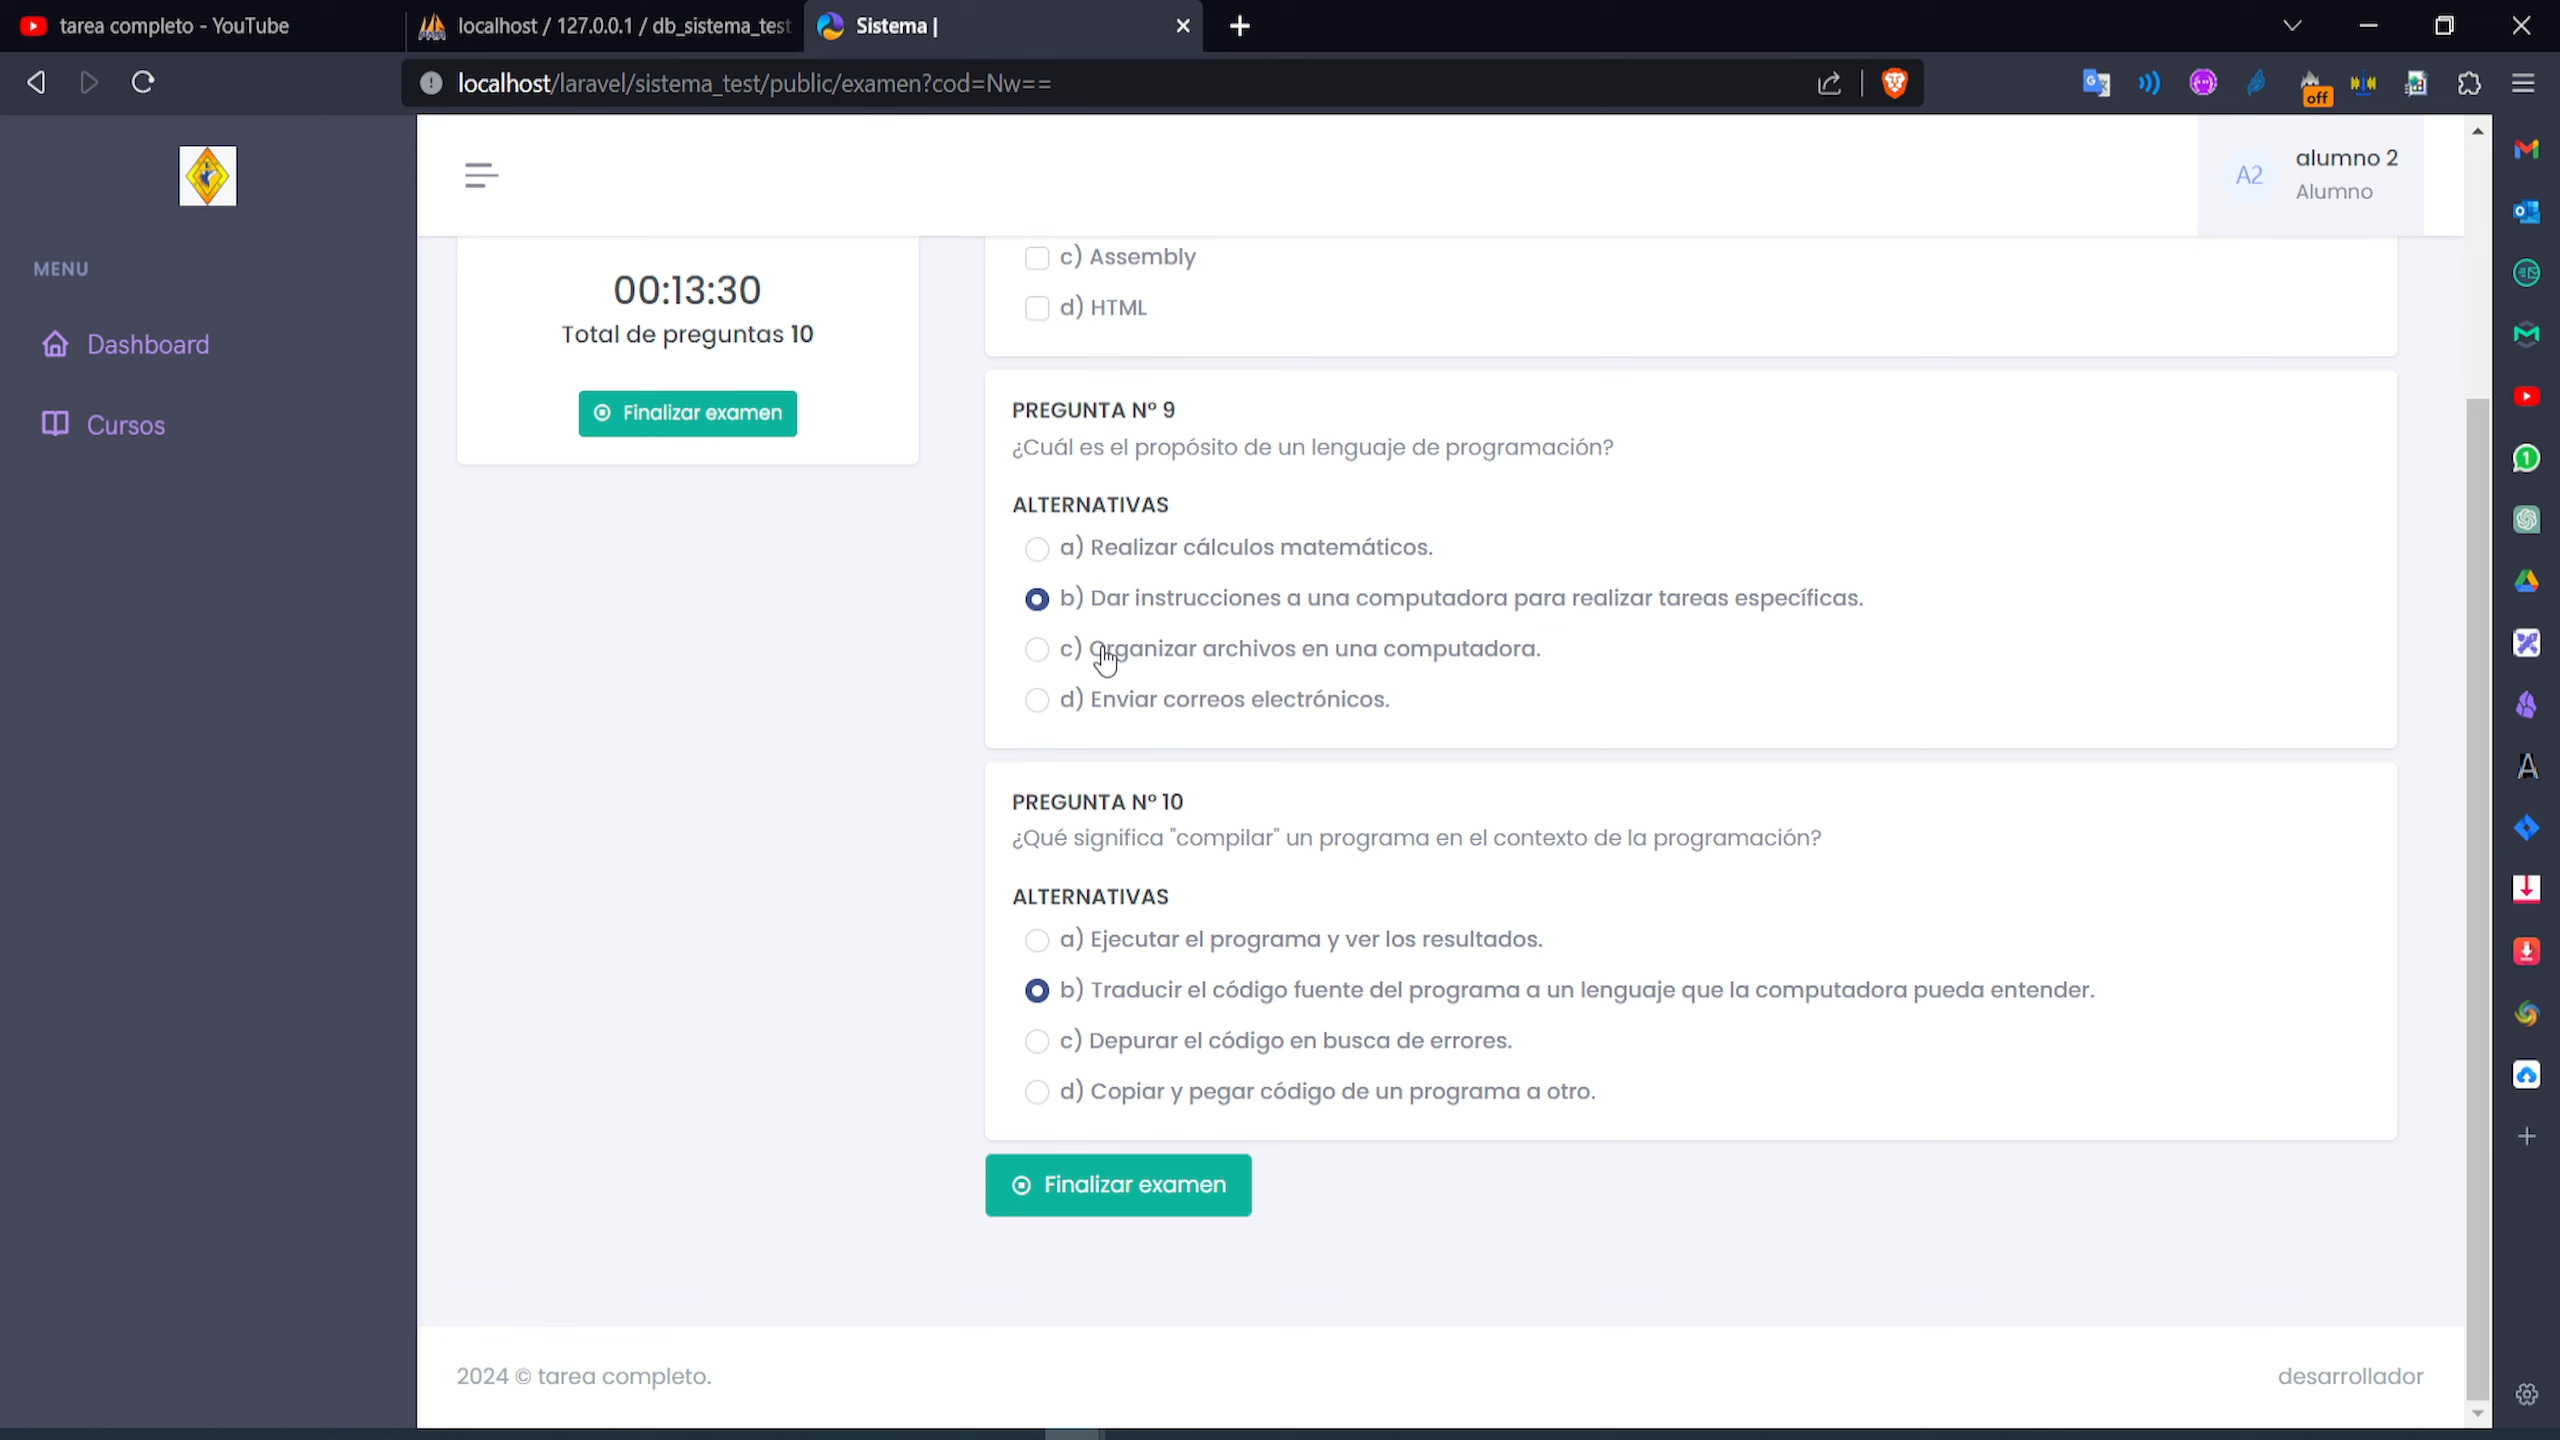 tarea completo - YouTube
localhost / 127.0.0.1 / db_sistema_test
Sistema |
localhost/laravel/sistema_test/public/examen?cod=Nw==
off
MENU
Dashboard
Cursos
A2
alumno 2
Alumno
00:13:30
Total de preguntas 10
Finalizar examen
c) Assembly
d) HTML
PREGUNTA N° 9
¿Cuál es el propósito de un lenguaje de programación?
ALTERNATIVAS
a) Realizar cálculos matemáticos.
b) Dar instrucciones a una computadora para realizar tareas específicas.
c) Organizar archivos en una computadora.
d) Enviar correos electrónicos.
PREGUNTA N° 10
¿Qué significa "compilar" un programa en el contexto de la programación?
ALTERNATIVAS
a) Ejecutar el programa y ver los resultados.
b) Traducir el código fuente del programa a un lenguaje que la computadora pueda entender.
c) Depurar el código en busca de errores.
d) Copiar y pegar código de un programa a otro.
Finalizar examen
2024 © tarea completo.
desarrollador